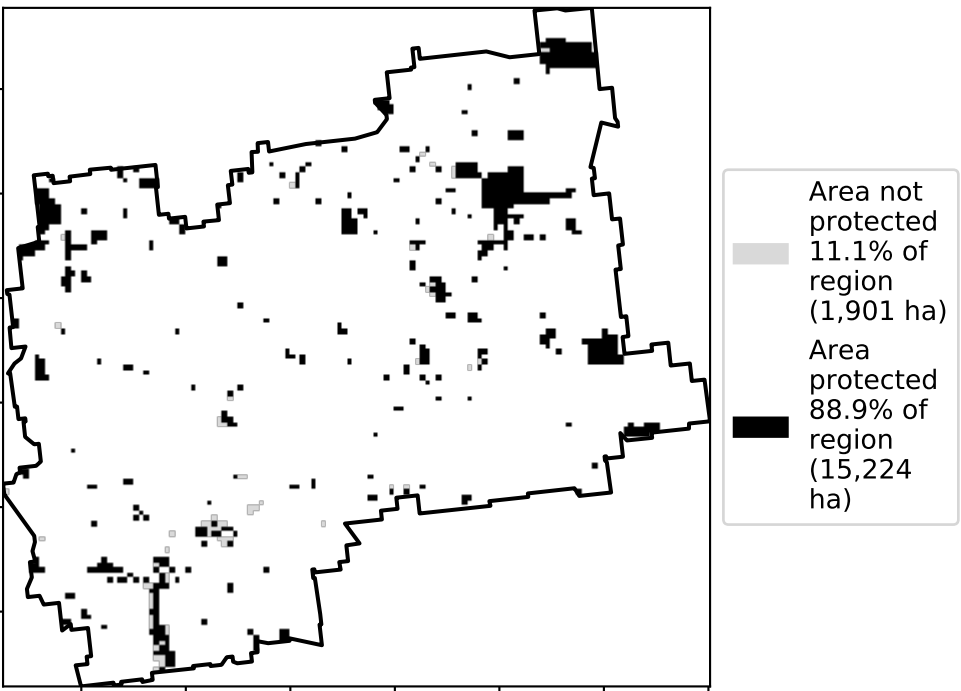 Area not
protected
11.1% of
region
(1,901 ha)
Area
protected
88.9% of
region
(15,224
ha)